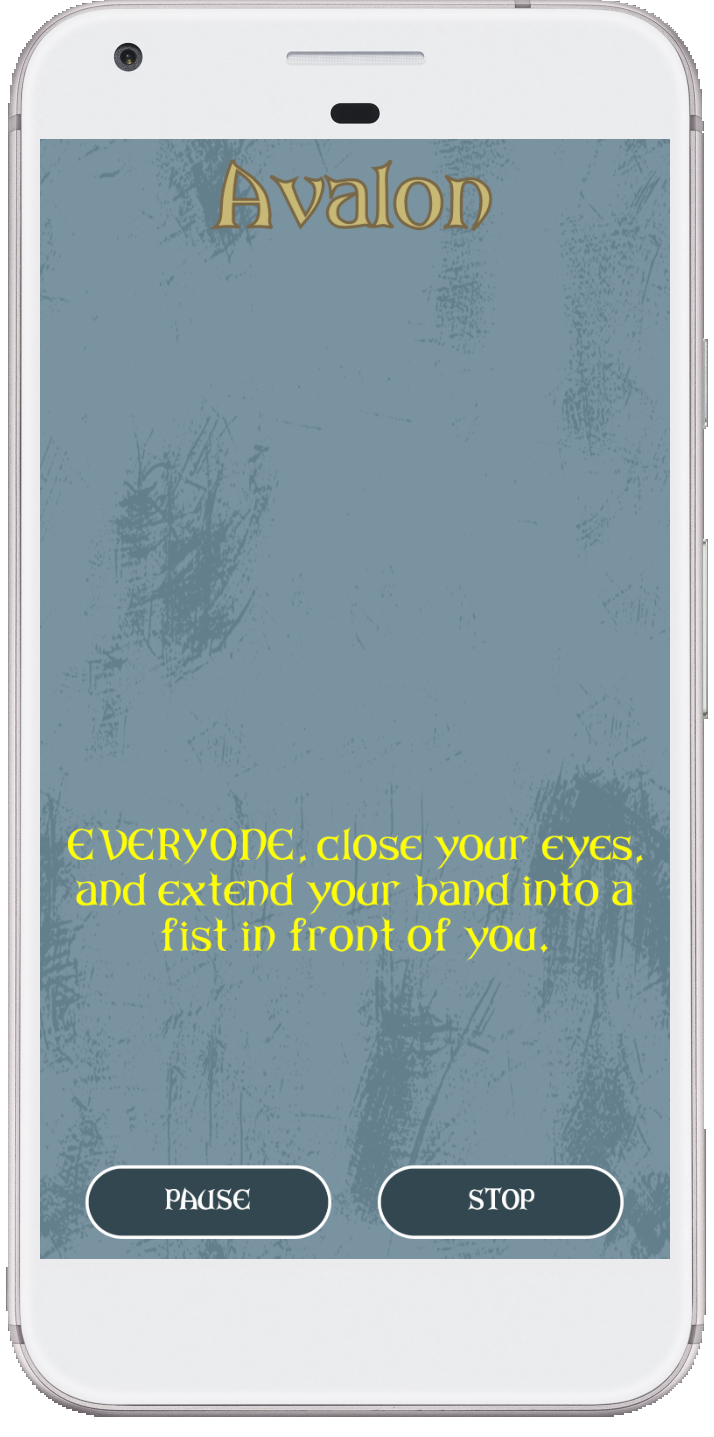 Avalon
EVERYONE, close your eyes,
and extend your hand into a
fist in front of you.
PAUSE
STOP